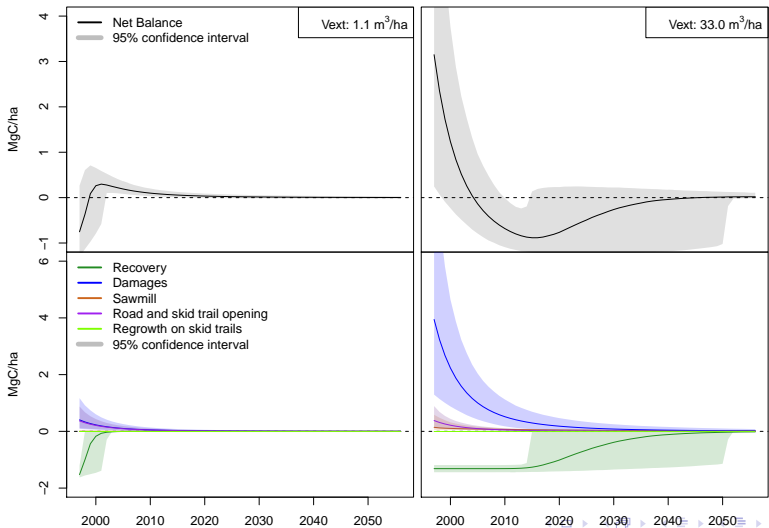 Net Balance
95% confidence interval
Vext: 1.1 m³/ha
Vext: 33.0 m³/ha
MgC/ha
4
3
2
1
0
−1
Recovery
Damages
Sawmill
Road and skid trail opening
Regrowth on skid trails
95% confidence interval
MgC/ha
6
4
2
0
−2
2000 2010 2020 2030 2040 2050
2000 2010 2020 2030 2040 2050